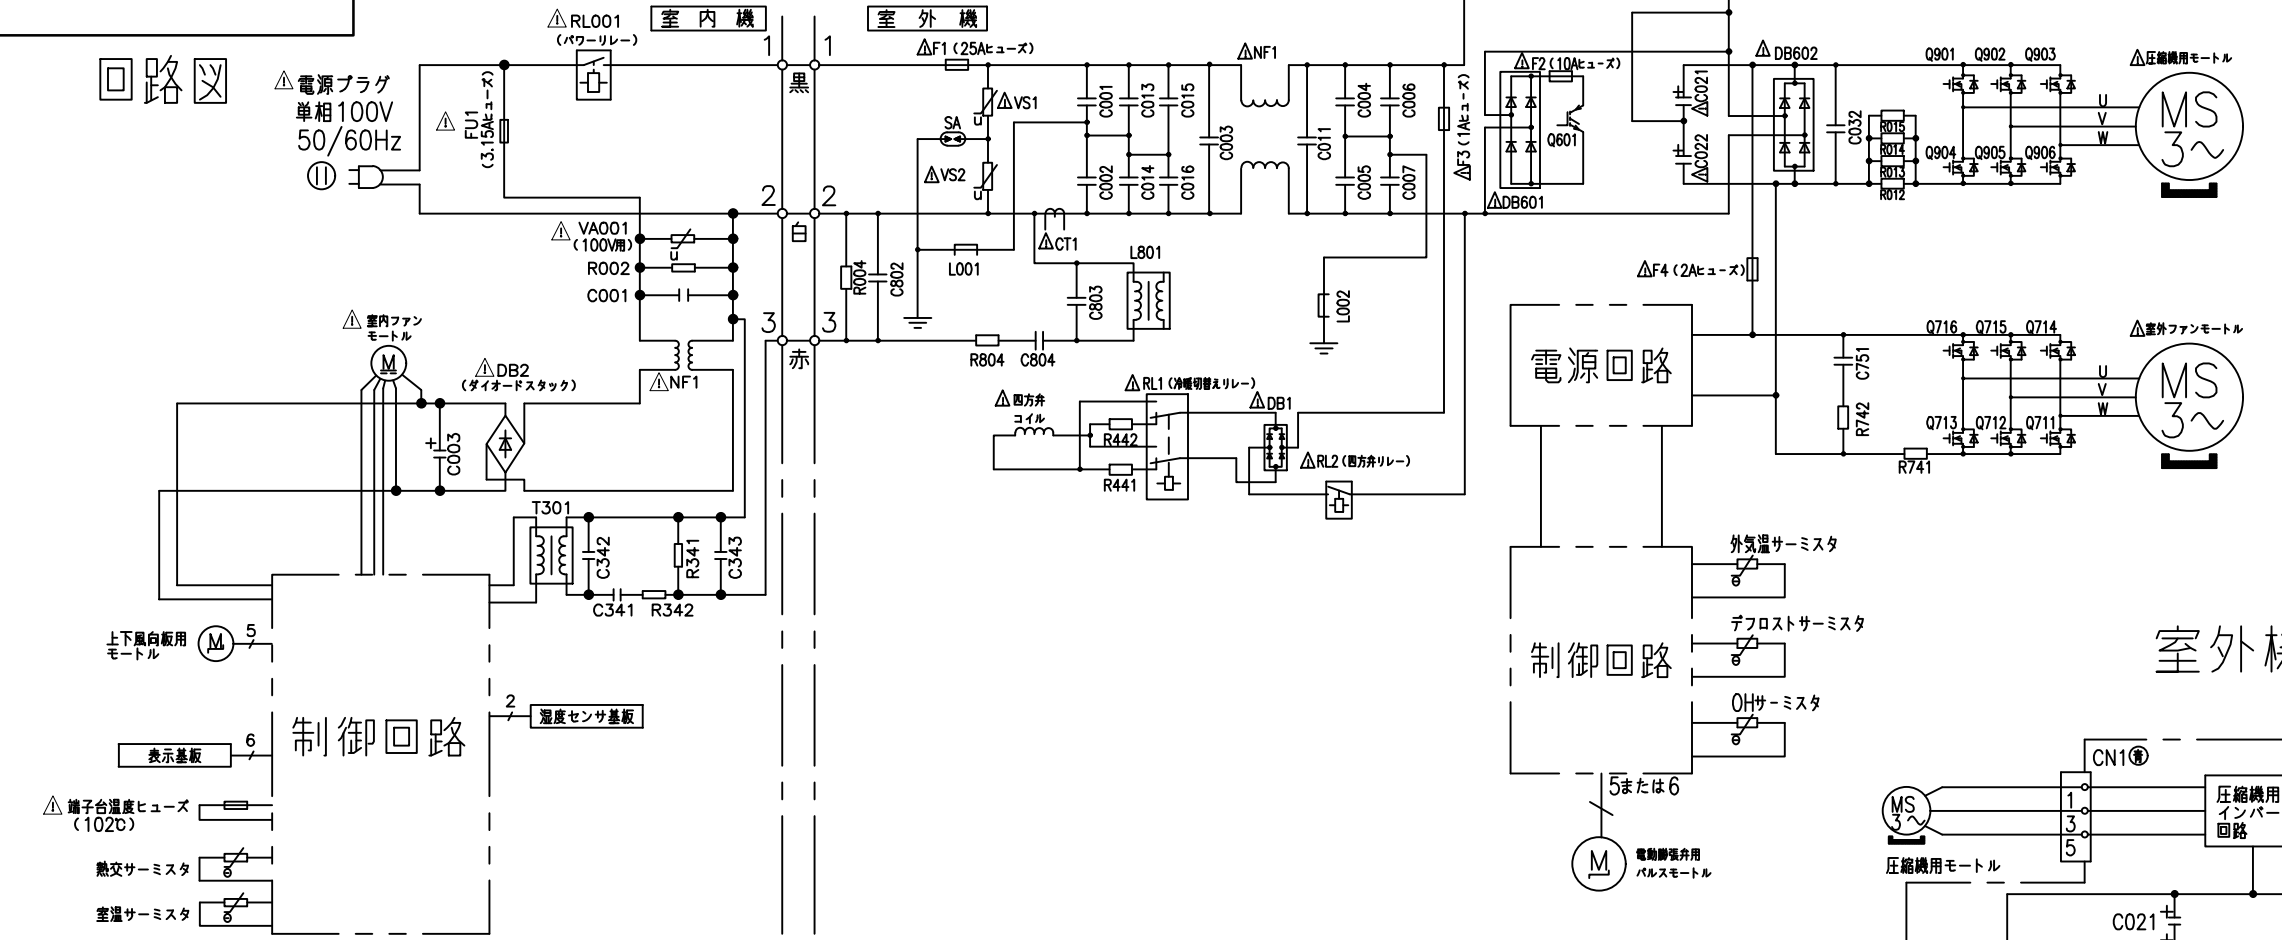 回路図
⚠ 電源プラグ
単相100V
50/60Hz
⚠ RL001
(パワーリレー)
室 内 機
室 外 機
⚠ FU1
(3.15Aヒューズ)
1 1
黒
2 2
白
3 3
赤
⚠ VA001
(100V用)
R002
C001
⚠NF1
⚠ 室内ファン
モートル
M
⚠DB2
(ダイオードスタック)
+
C003
T301
C342
R341
C343
C341
R342
上下風向板用
モートル
M
5
制御回路
2
湿度センサ基板
6
表示基板
⚠ 端子台温度ヒューズ
(102℃)
熱交サーミスタ
θ
室温サーミスタ
θ
⚠F1(25Aヒューズ)
⚠VS1
U
SA
⚠VS2
U
C001
C013
C015
C002
C014
C016
C003
⚠NF1
C011
C004
C006
C005
C007
⚠F3(1Aヒューズ)
⚠F2(10Aヒューズ)
Q601
⚠DB601
R004
C802
L001
⚠CT1
L801
C803
L002
R804
C804
⚠四方弁
コイル
⚠RL1(冷暖切替えリレー)
R442
R441
⚠DB1
⚠RL2(四方弁リレー)
+
⚠C021
+
⚠C022
⚠DB602
C032
R015
R014
R013
R012
Q901 Q902 Q903
Q904 Q905 Q906
U
V
W
⚠圧縮機用モートル
MS
3〜
⚠F4(2Aヒューズ)
電源回路
C751
R742
R741
Q716 Q715 Q714
Q713 Q712 Q711
U
V
W
⚠室外ファンモートル
MS
3〜
制御回路
外気温サーミスタ
θ
デフロストサーミスタ
θ
OHサーミスタ
θ
5または6
M
電動膨張弁用
パルスモートル
室外機
CN1 青
1
3
5
MS
3〜
圧縮機用モートル
圧縮機用
インバー
回路
C021
+